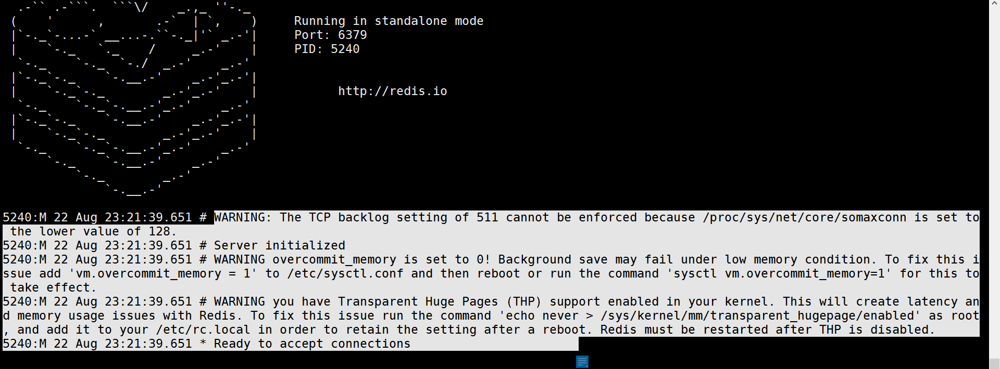 .-`` .-```.  ```\/    _.,_ ''-._
 (    '      ,       .-`  | `,    )     Running in standalone mode
 |`-._`-...-` __...-.``-._|'` _.-'|     Port: 6379
 |    `-._   `._    /     _.-'    |     PID: 5240
  `-._    `-._  `-./  _.-'    _.-'
 |`-._`-._    `-.__.-'    _.-'_.-'|
 |    `-._`-._        _.-'_.-'    |           http://redis.io
  `-._    `-._`-.__.-'_.-'    _.-'
 |`-._`-._    `-.__.-'    _.-'_.-'|
 |    `-._`-._        _.-'_.-'    |
  `-._    `-._`-.__.-'_.-'    _.-'
      `-._    `-.__.-'    _.-'
          `-._        _.-'
              `-.__.-'
5240:M 22 Aug 23:21:39.651 # WARNING: The TCP backlog setting of 511 cannot be enforced because /proc/sys/net/core/somaxconn is set to
 the lower value of 128.
5240:M 22 Aug 23:21:39.651 # Server initialized
5240:M 22 Aug 23:21:39.651 # WARNING overcommit_memory is set to 0! Background save may fail under low memory condition. To fix this i
ssue add 'vm.overcommit_memory = 1' to /etc/sysctl.conf and then reboot or run the command 'sysctl vm.overcommit_memory=1' for this to
 take effect.
5240:M 22 Aug 23:21:39.651 # WARNING you have Transparent Huge Pages (THP) support enabled in your kernel. This will create latency an
d memory usage issues with Redis. To fix this issue run the command 'echo never > /sys/kernel/mm/transparent_hugepage/enabled' as root
, and add it to your /etc/rc.local in order to retain the setting after a reboot. Redis must be restarted after THP is disabled.
5240:M 22 Aug 23:21:39.651 * Ready to accept connections